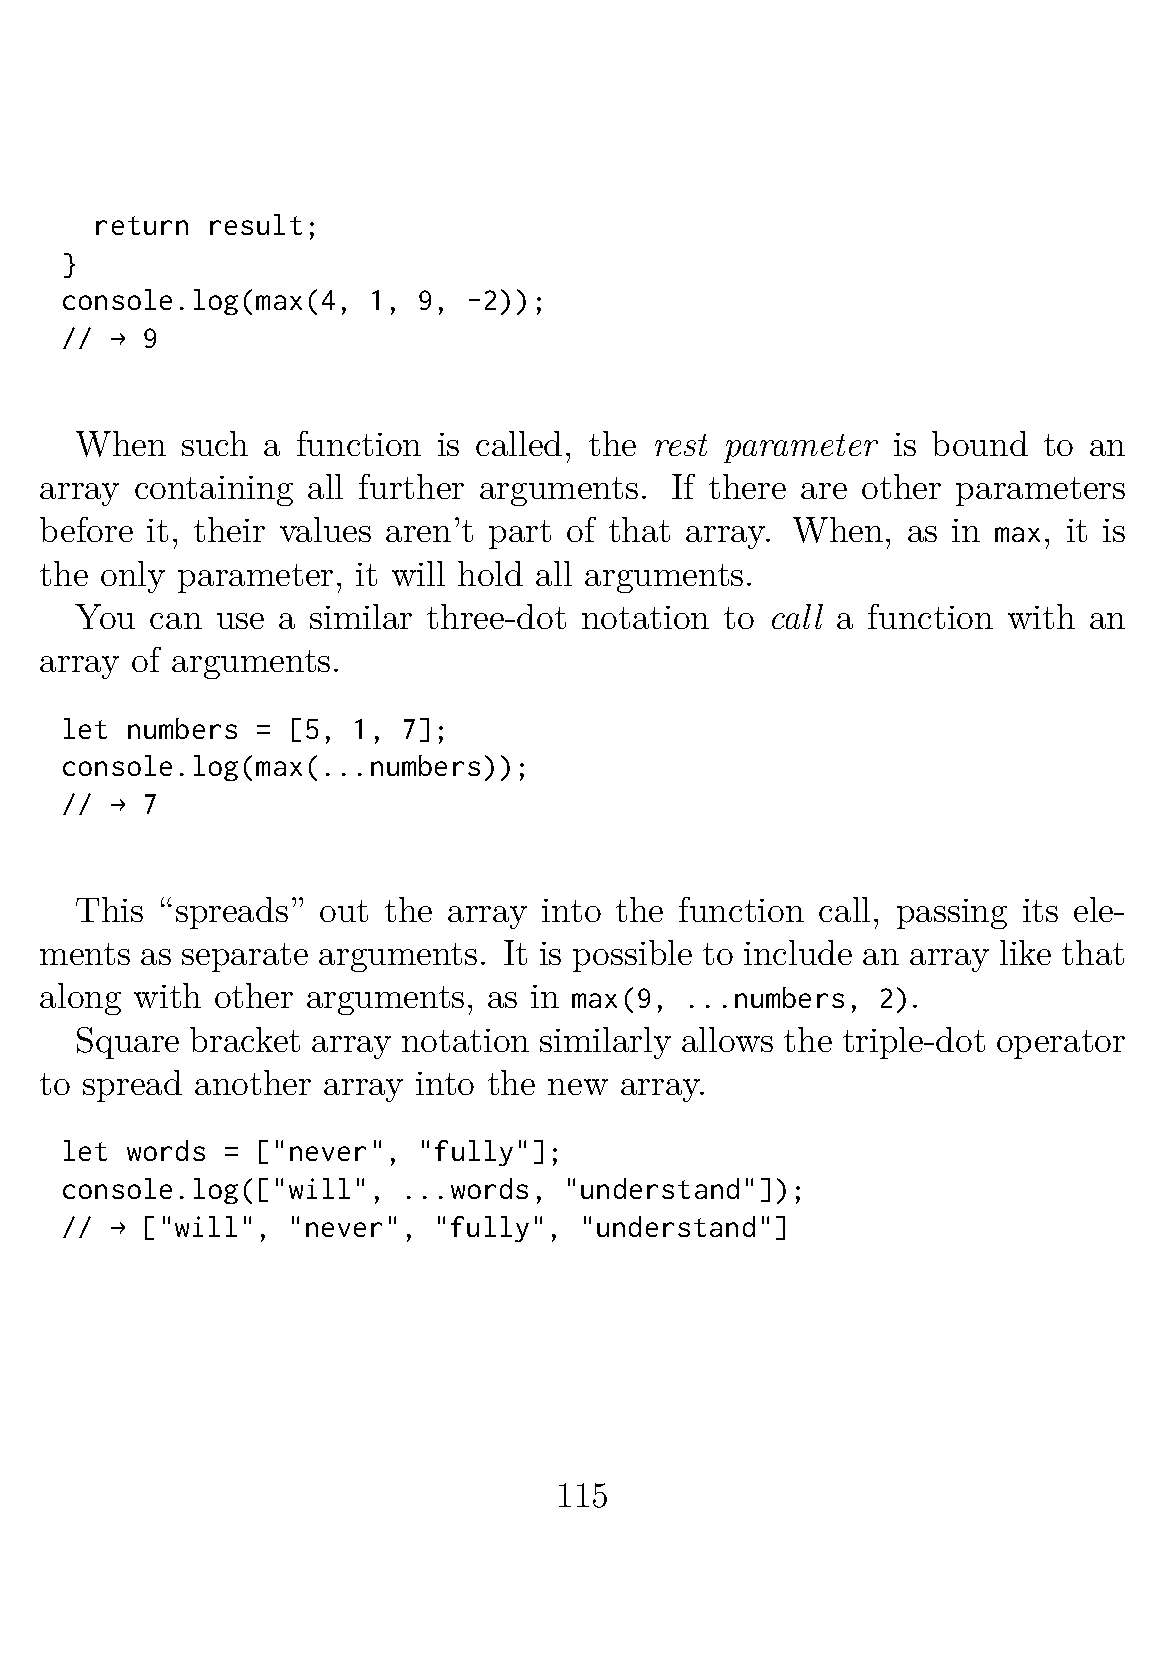 return result;
}
console.log(max(4, 1, 9, -2));
// → 9
When such a function is called, the rest parameter is bound to an
array containing all further arguments. If there are other parameters
before it, their values aren't part of that array. When, as in max, it is
the only parameter, it will hold all arguments.
You can use a similar three-dot notation to call a function with an
array of arguments.
let numbers = [5, 1, 7];
console.log(max(...numbers));
// → 7
This “spreads” out the array into the function call, passing its ele-
ments as separate arguments. It is possible to include an array like that
along with other arguments, as in max(9, ...numbers, 2).
Square bracket array notation similarly allows the triple-dot operator
to spread another array into the new array.
let words = ["never", "fully"];
console.log(["will", ...words, "understand"]);
// → ["will", "never", "fully", "understand"]
115